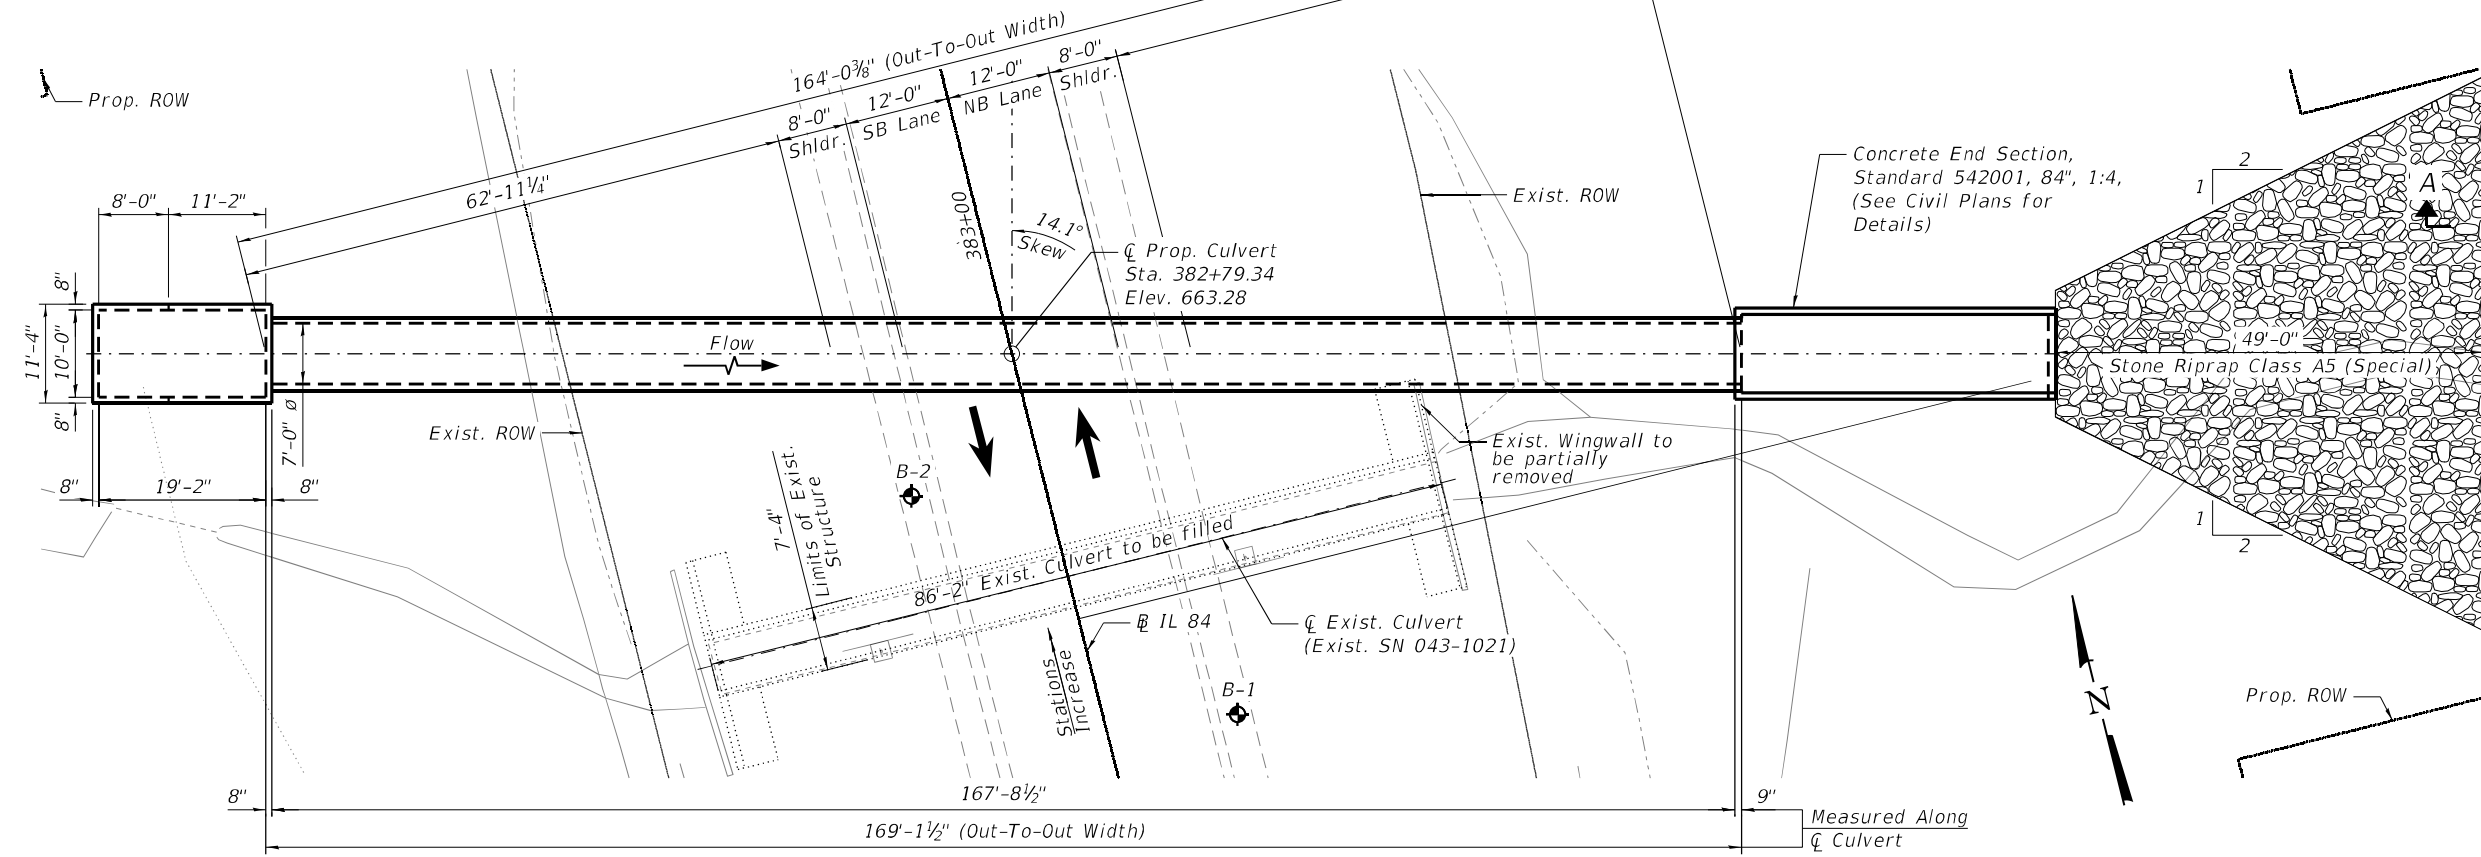 164'-0⅜" (Out-To-Out Width)
8'-0"
12'-0"
12'-0"
8'-0"
Shldr.
SB Lane
NB Lane
Shldr.
62'-11¼"
Prop. ROW
8'-0"
11'-2"
383+00
14.1°
Skew
℄ Prop. Culvert
Sta. 382+79.34
Elev. 663.28
Exist. ROW
Concrete End Section,
Standard 542001, 84", 1:4,
(See Civil Plans for
Details)
2
1
A
8"
11'-4"
10'-0"
8"
7'-0" ø
Flow
49'-0"
Stone Riprap Class A5 (Special)
Exist. ROW
8"
19'-2"
8"
B-2
7'-4"
Limits of Exist.
Structure
Exist. Wingwall to
be partially
removed
1
2
86'-2" Exist. Culvert to be filled
℄ Exist. Culvert
(Exist. SN 043-1021)
Stations
Increase
B-1
N
Prop. ROW
8"
167'-8½"
9"
169'-1½" (Out-To-Out Width)
Measured Along
℄ Culvert